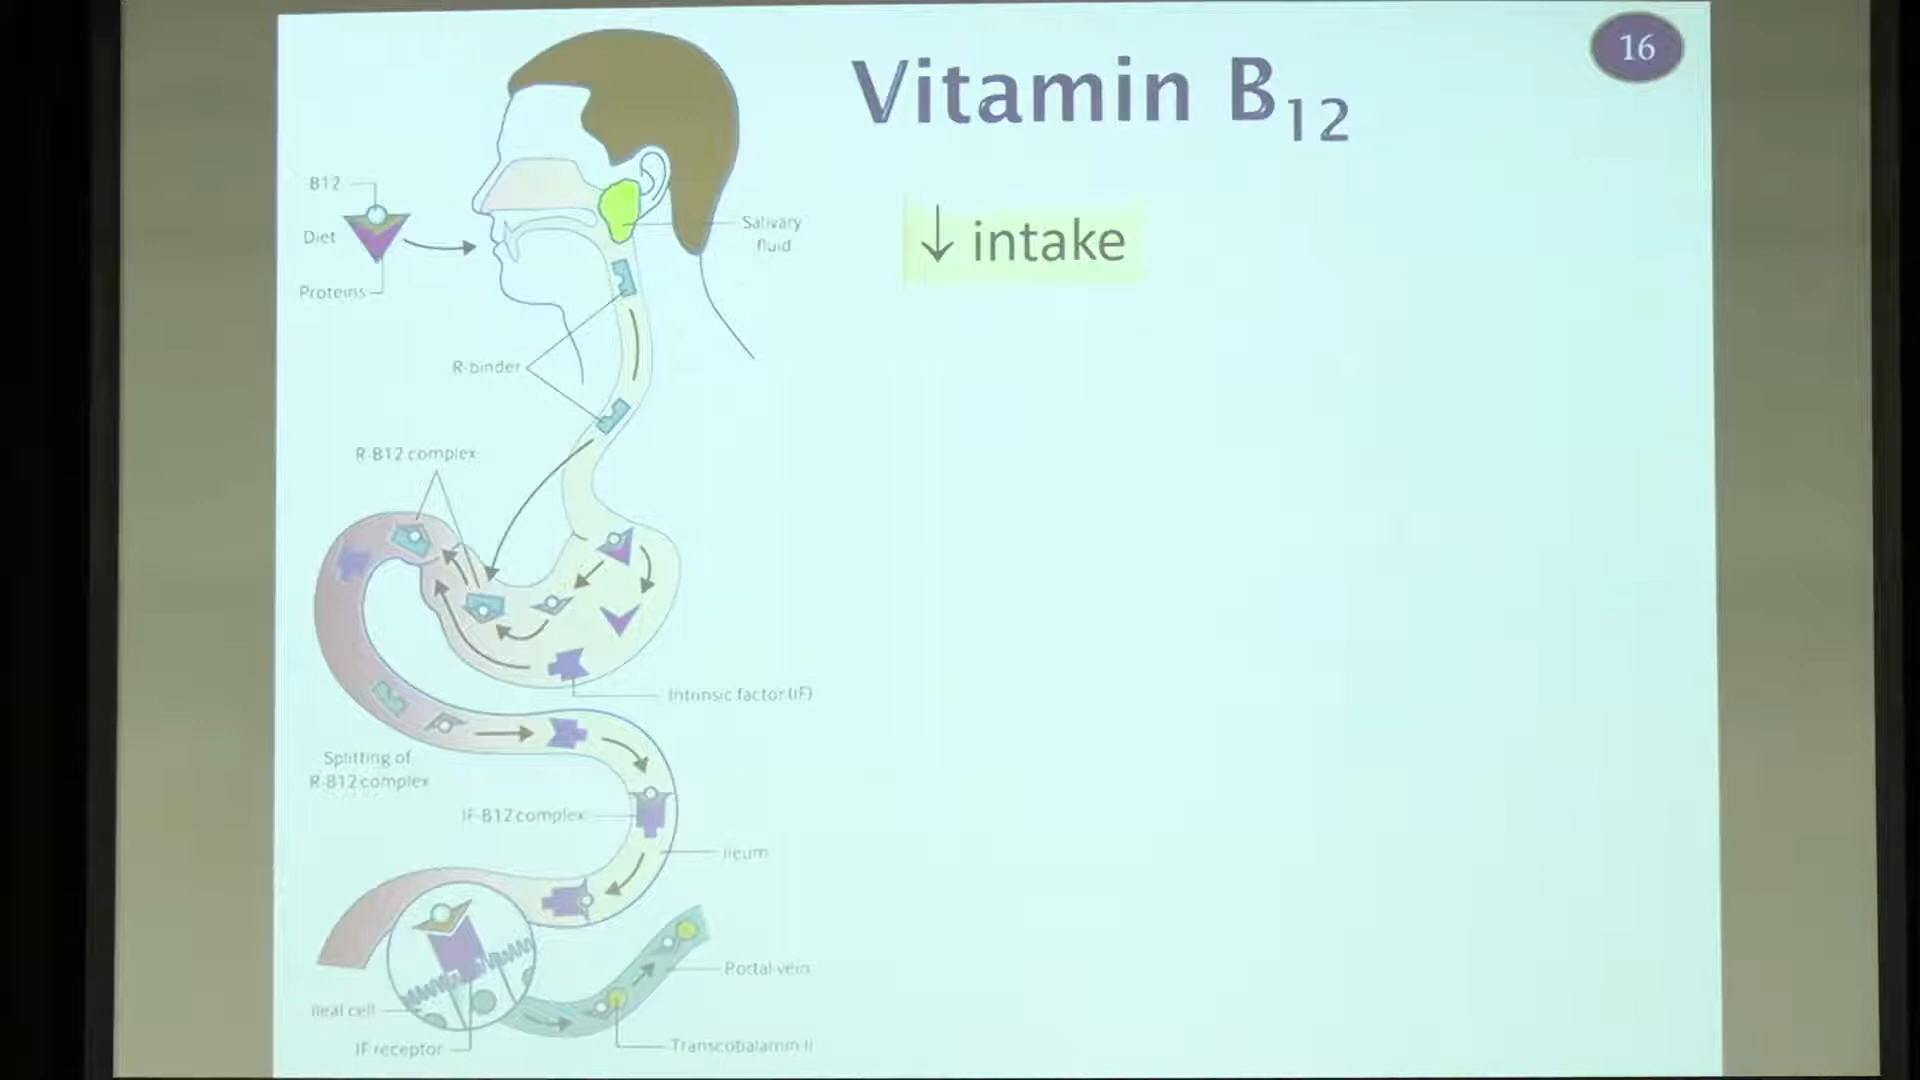 16
Vitamin B12
↓ intake
B12
Diet
Proteins
Salivary
fluid
R-binder
R-B12 complex
Intrinsic factor (IF)
Splitting of
R-B12 complex
IF-B12 complex
Ileum
Portal vein
Ileal cell
IF receptor
Transcobalamin II